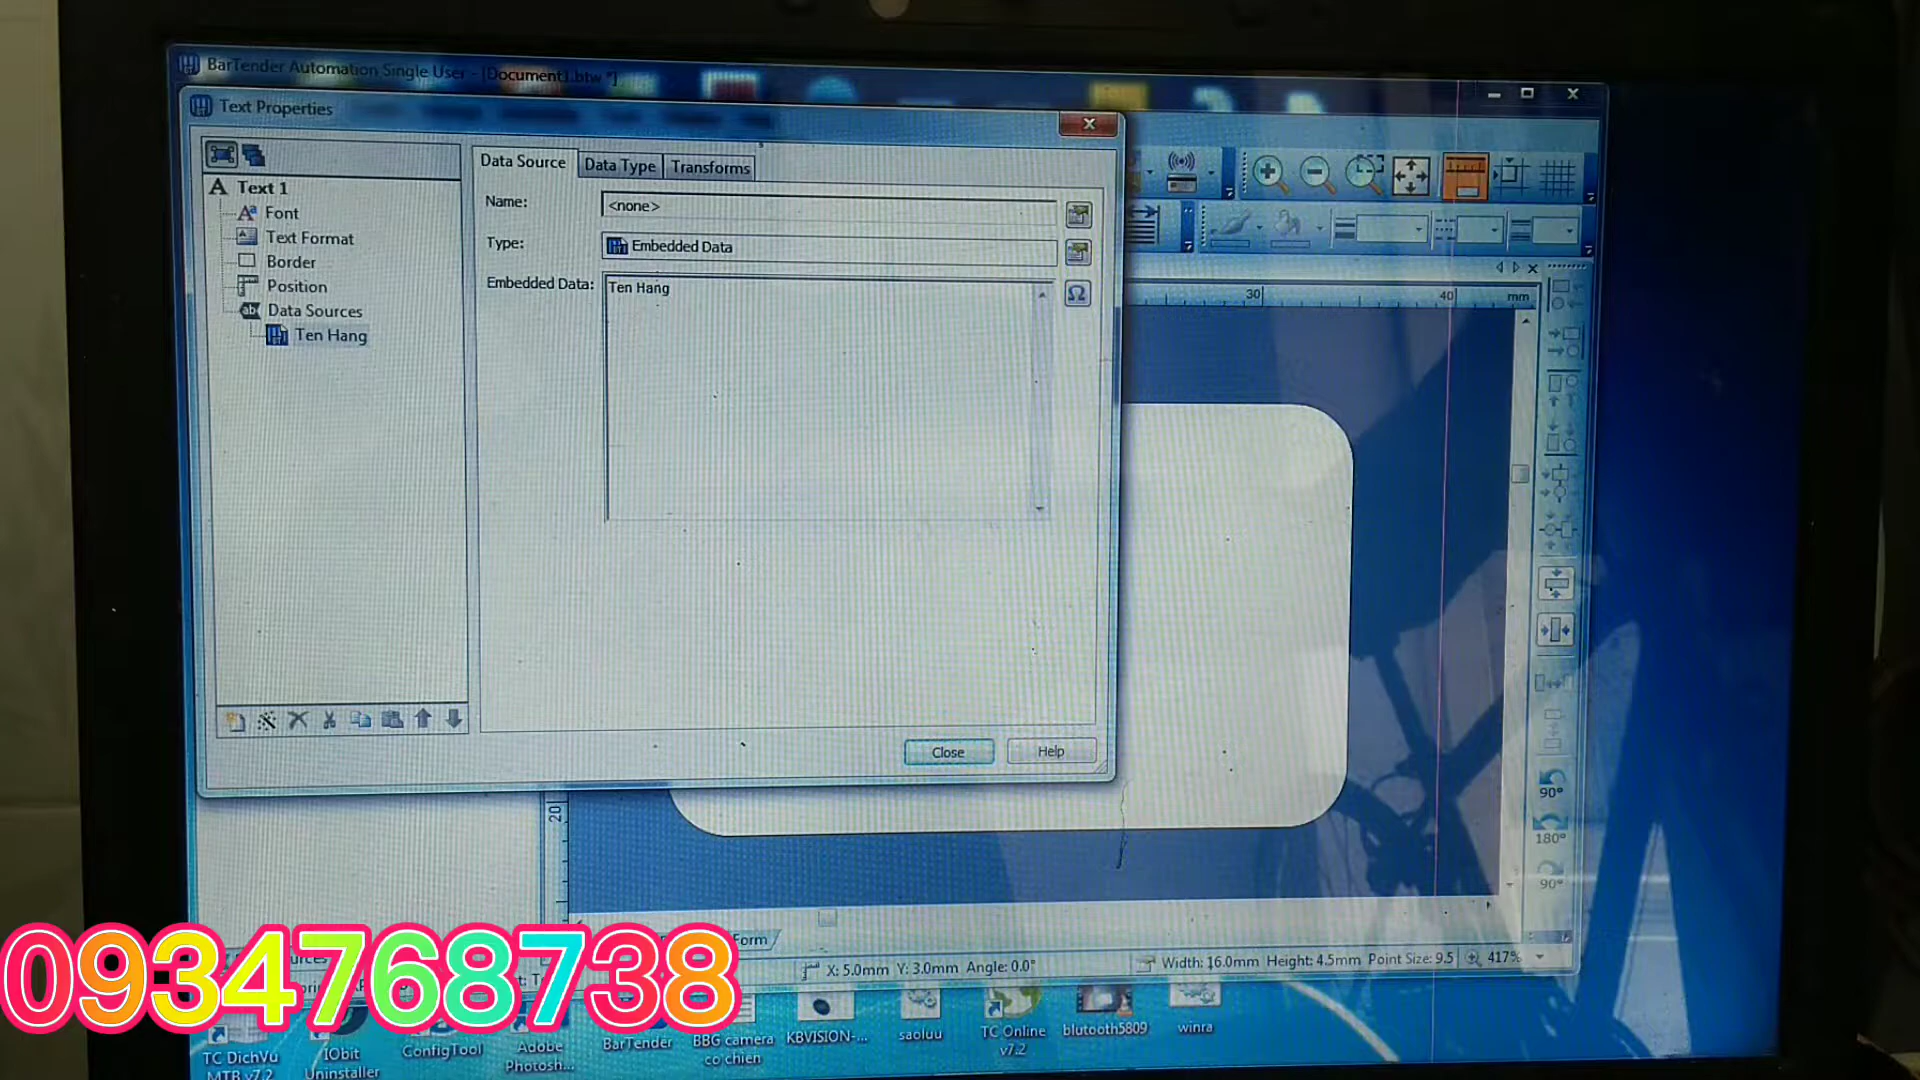 BarTender Automation Single User - [Document1.btw *]
Text Properties
Data Source
Data Type
Transforms
Text 1
Font
Text Format
Border
Position
Data Sources
Ten Hang
Name:
<none>
Type:
Embedded Data
Embedded Data:
Ten Hang
Close
Help
30
40
mm
20
90°
180°
90°
Form
X: 5.0mm Y: 3.0mm Angle: 0.0°
Width: 16.0mm Height: 4.5mm Point Size: 9.5
417%
0934768738
TC DichVu
MTB v7.2
IObit
Uninstaller
ConfigTool
Adobe
Photosh...
BarTender
BBG camera
co chien
KBVISION-...
saoluu
TC Online
v7.2
blutooth5809
winra